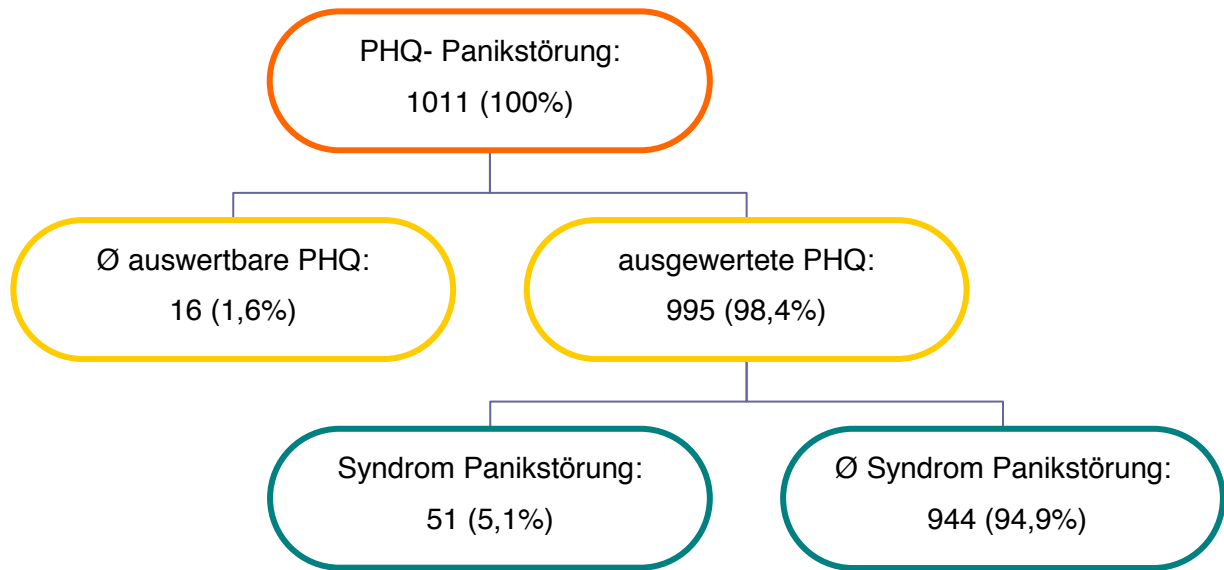 PHQ- Panikstörung:
1011 (100%)
Ø auswertbare PHQ:
16 (1,6%)
ausgewertete PHQ:
995 (98,4%)
Syndrom Panikstörung:
51 (5,1%)
Ø Syndrom Panikstörung:
944 (94,9%)